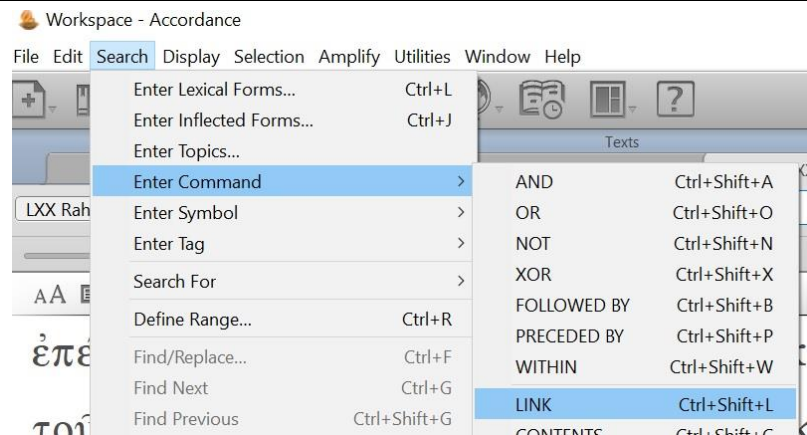 Workspace - Accordance
File Edit Search Display Selection Amplify Utilities Window Help
Enter Lexical Forms... Ctrl+L
Enter Inflected Forms... Ctrl+J
Enter Topics...
Texts
Enter Command >
AND Ctrl+Shift+A
LXX Rah
Enter Symbol >
OR Ctrl+Shift+O
Enter Tag >
NOT Ctrl+Shift+N
Search For >
XOR Ctrl+Shift+X
AA
FOLLOWED BY Ctrl+Shift+B
Define Range... Ctrl+R
PRECEDED BY Ctrl+Shift+P
Find/Replace... Ctrl+F
WITHIN Ctrl+Shift+W
Find Next Ctrl+G
LINK Ctrl+Shift+L
Find Previous Ctrl+Shift+G
CONTENTS Ctrl+Shift+C